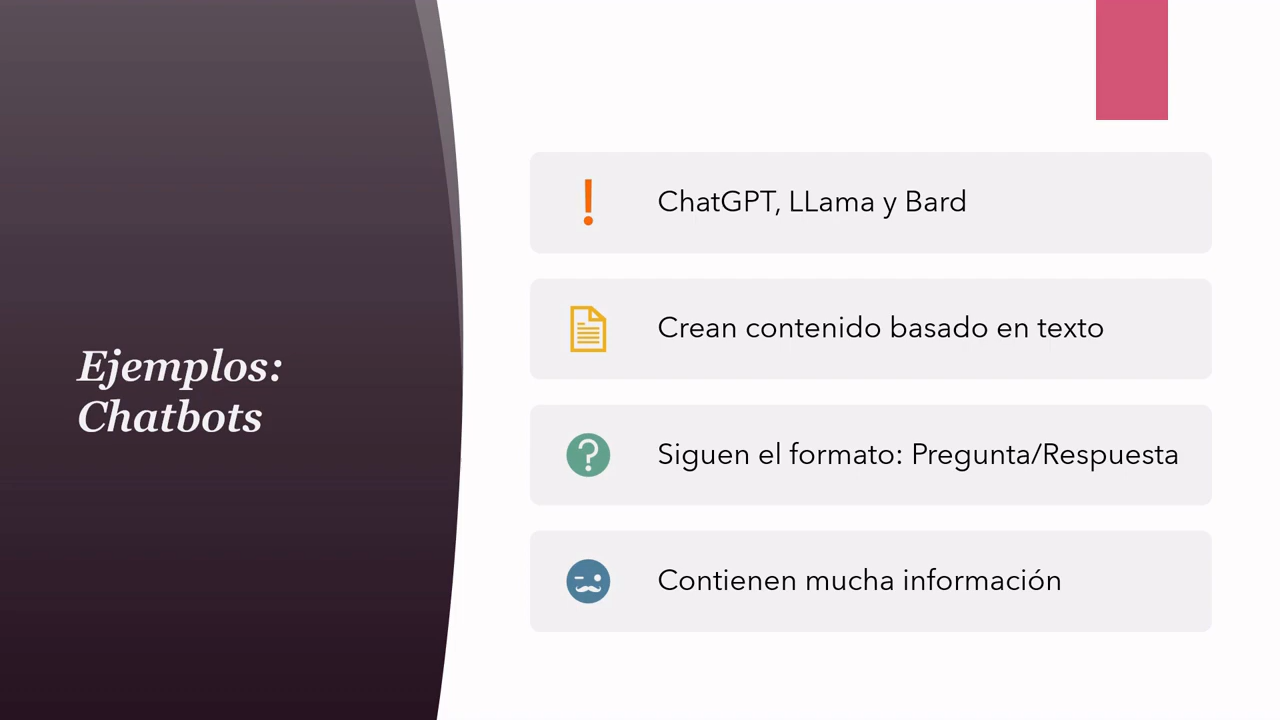 Ejemplos:
Chatbots
ChatGPT, LLama y Bard
Crean contenido basado en texto
Siguen el formato: Pregunta/Respuesta
Contienen mucha información